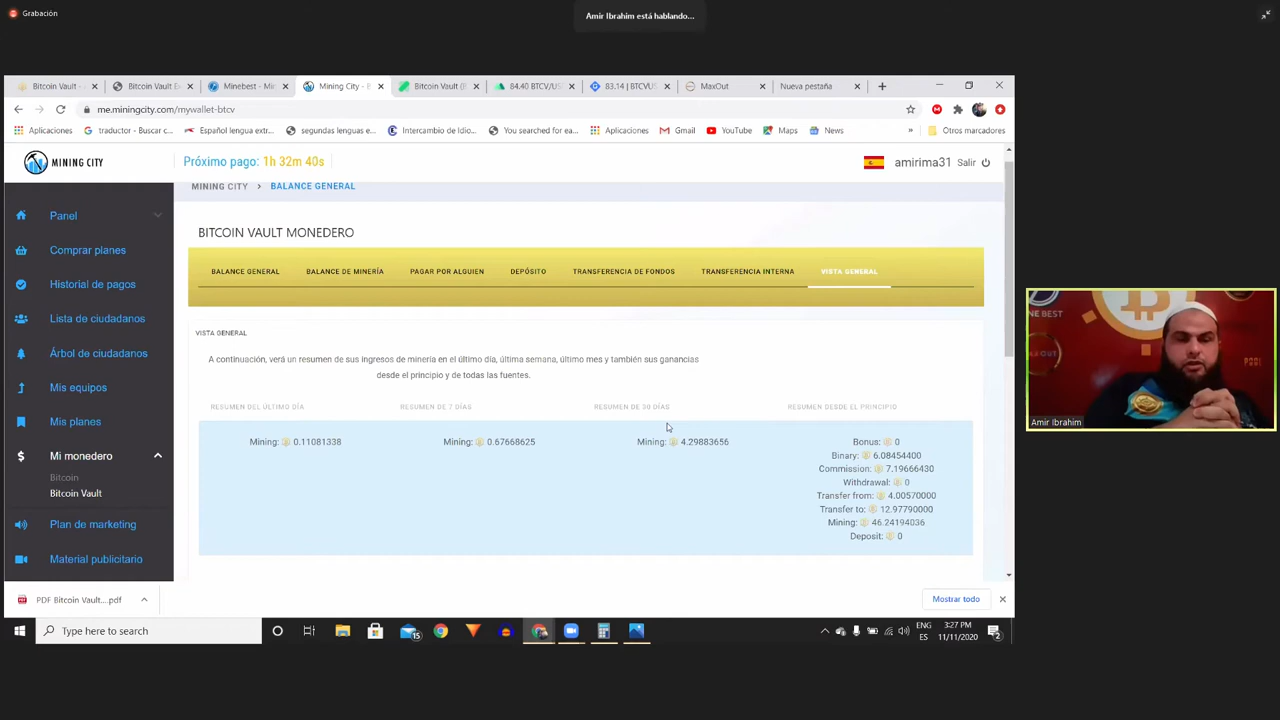 Grabación
Amir Ibrahim está hablando...
Bitcoin Vault -
Bitcoin Vault E
Minebest - Mi
Mining City - B
Bitcoin Vault (B
84.40 BTCV/US
83.14 | BTCVUS
MaxOut
Nueva pestaña
me.miningcity.com/mywallet-btcv
Aplicaciones
traductor - Buscar c...
Español lengua extr...
segundas lenguas e...
Intercambio de Idio...
You searched for ea...
Aplicaciones
Gmail
YouTube
Maps
News
»
Otros marcadores
MINING CITY
Próximo pago: 1h 32m 40s
amirima31 Salir
MINING CITY > BALANCE GENERAL
Panel
Comprar planes
Historial de pagos
Lista de ciudadanos
Árbol de ciudadanos
Mis equipos
Mis planes
$ Mi monedero
Bitcoin
Bitcoin Vault
Plan de marketing
Material publicitario
BITCOIN VAULT MONEDERO
BALANCE GENERAL
BALANCE DE MINERÍA
PAGAR POR ALGUIEN
DEPÓSITO
TRANSFERENCIA DE FONDOS
TRANSFERENCIA INTERNA
VISTA GENERAL
VISTA GENERAL
A continuación, verá un resumen de sus ingresos de minería en el último día, última semana, último mes y también sus ganancias
desde el principio y de todas las fuentes.
RESUMEN DEL ÚLTIMO DÍA
RESUMEN DE 7 DÍAS
RESUMEN DE 30 DÍAS
RESUMEN DESDE EL PRINCIPIO
Mining: 0.11081338
Mining: 0.67668625
Mining: 4.29883656
Bonus: 0
Binary: 6.08454400
Commission: 7.19666430
Withdrawal: 0
Transfer from: 4.00570000
Transfer to: 12.97790000
Mining: 46.24194036
Deposit: 0
NE BEST
Amir Ibrahim
PDF Bitcoin Vault....pdf
Mostrar todo
Type here to search
15
ENG
ES
3:27 PM
11/11/2020
2